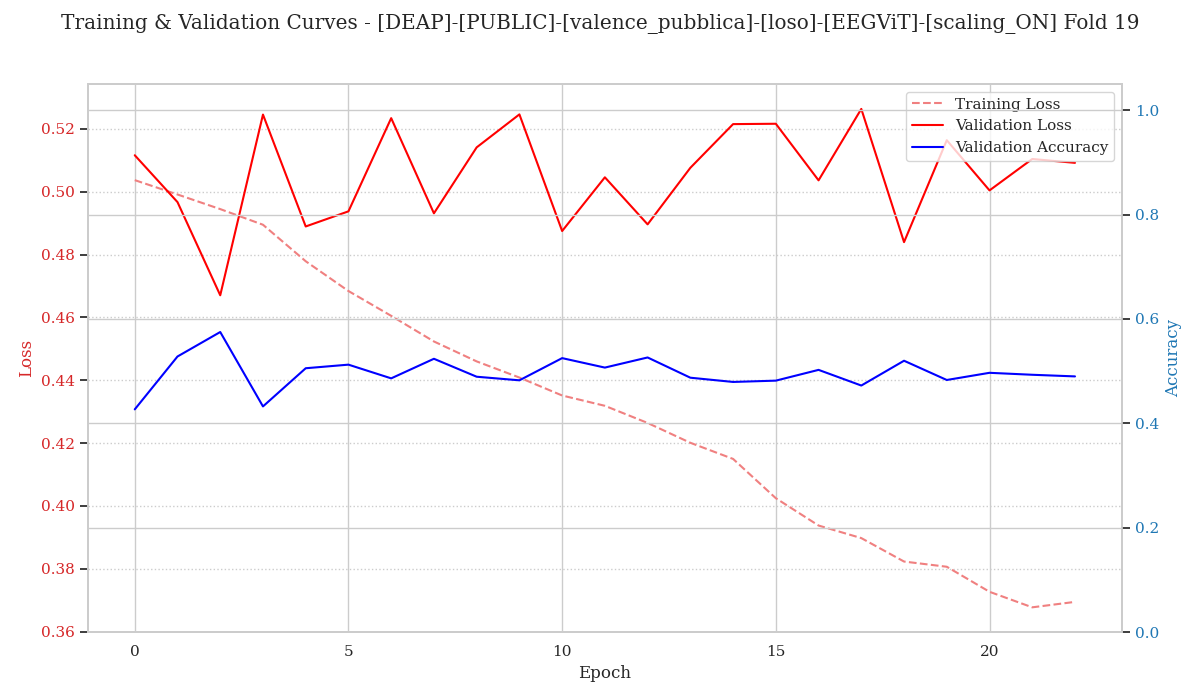 Training & Validation Curves - [DEAP]-[PUBLIC]-[valence_pubblica]-[loso]-[EEGViT]-[scaling_ON] Fold 19
Training Loss
Validation Loss
Validation Accuracy
0.52
0.50
0.48
0.46
0.44
0.42
0.40
0.38
0.36
Loss
1.0
0.8
0.6
0.4
0.2
0.0
Accuracy
0 5 10 15 20
Epoch